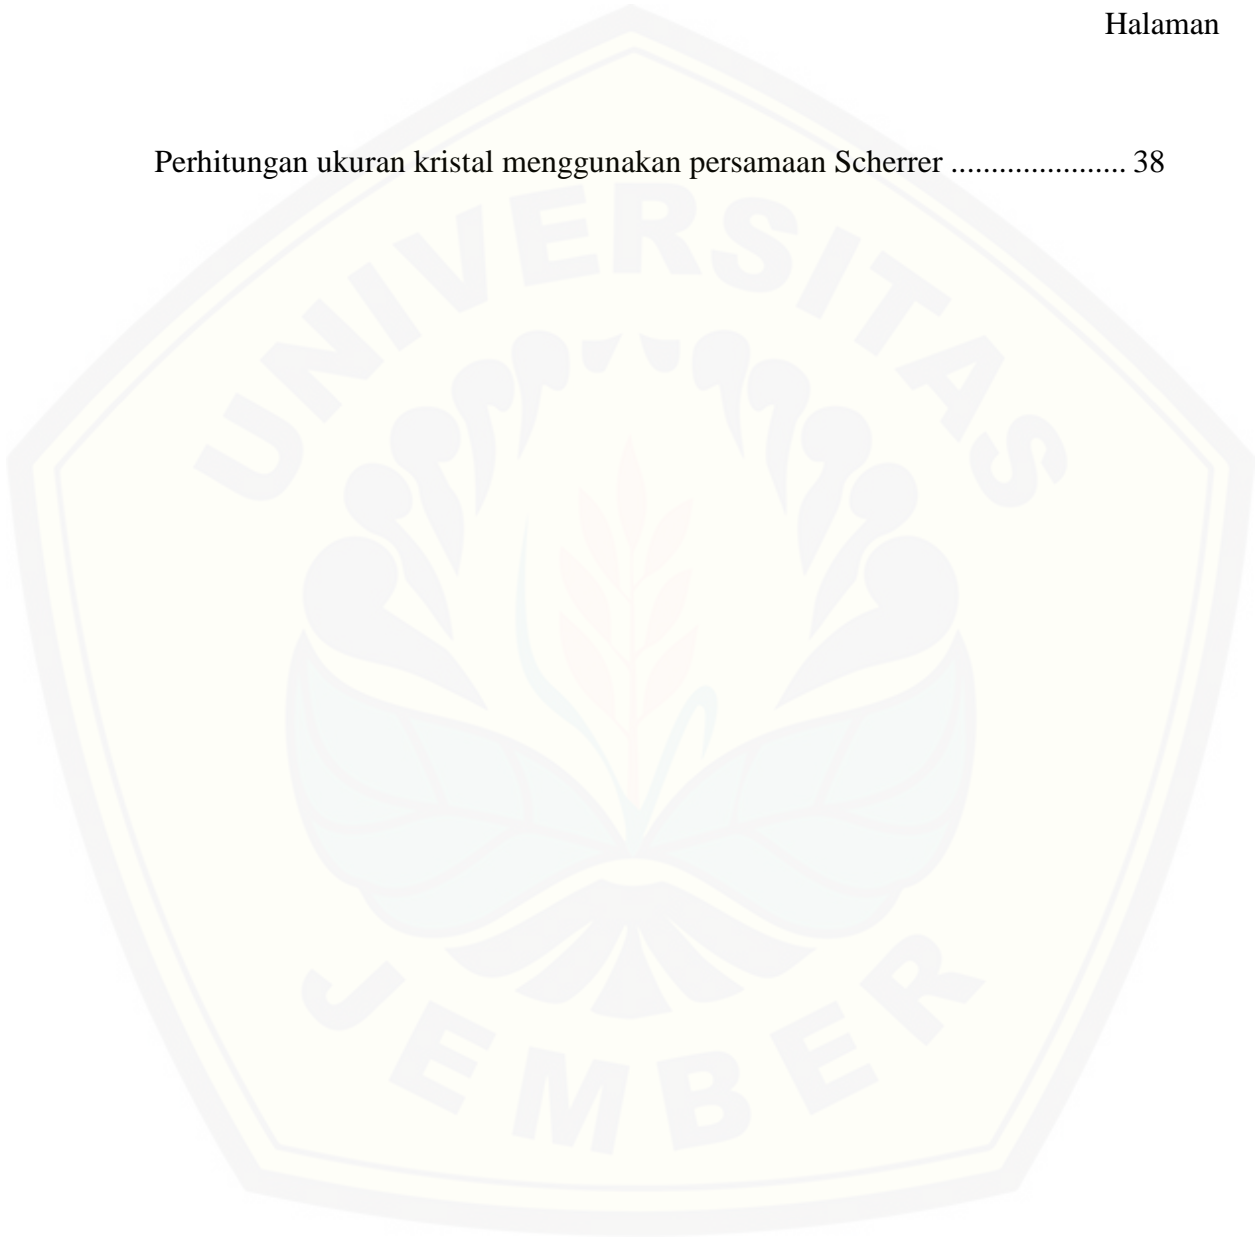 Halaman
Perhitungan ukuran kristal menggunakan persamaan Scherrer ...................... 38
UNIVERSITAS
JEMBER